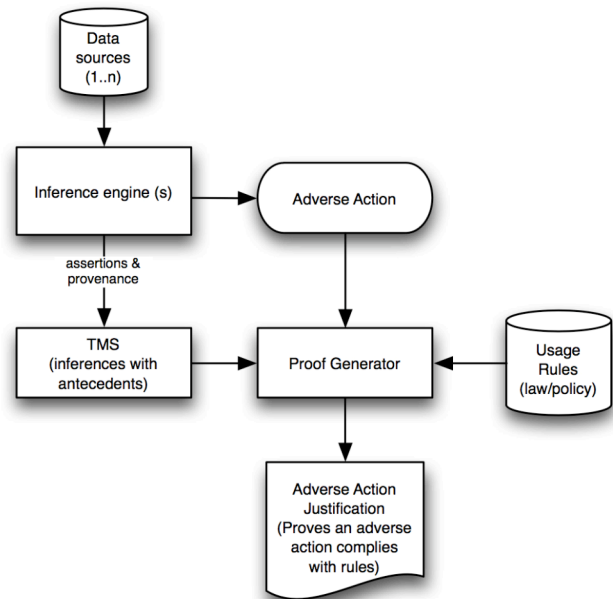 Data
sources
(1..n)
Inference engine (s)
Adverse Action
assertions &
provenance
TMS
(inferences with
antecedents)
Proof Generator
Usage
Rules
(law/policy)
Adverse Action
Justification
(Proves an adverse
action complies
with rules)